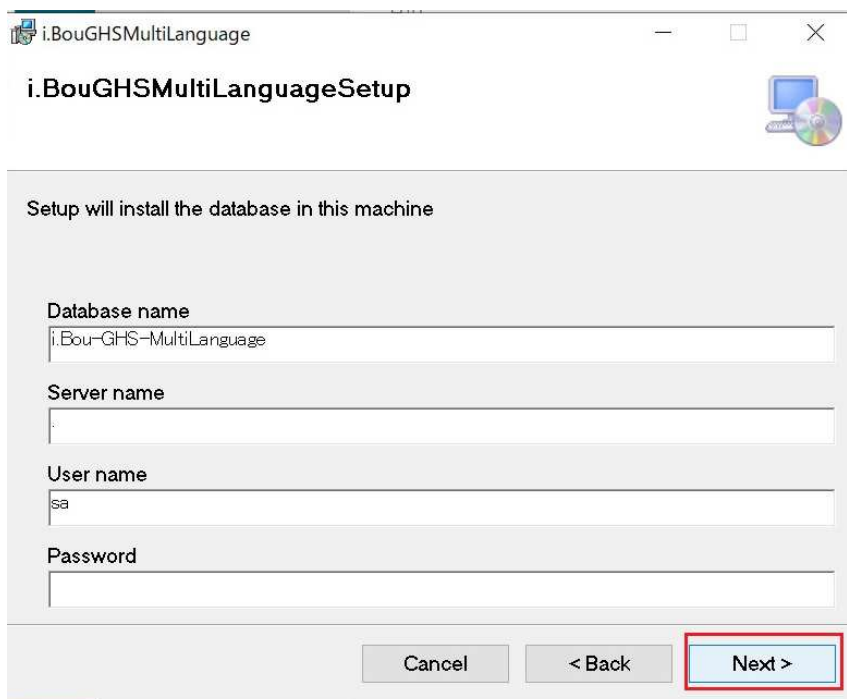 i.BouGHSMultiLanguage
i.BouGHSMultiLanguageSetup
Setup will install the database in this machine
Database name
i.Bou-GHS-MultiLanguage
Server name
.
User name
sa
Password
Cancel
< Back
Next >